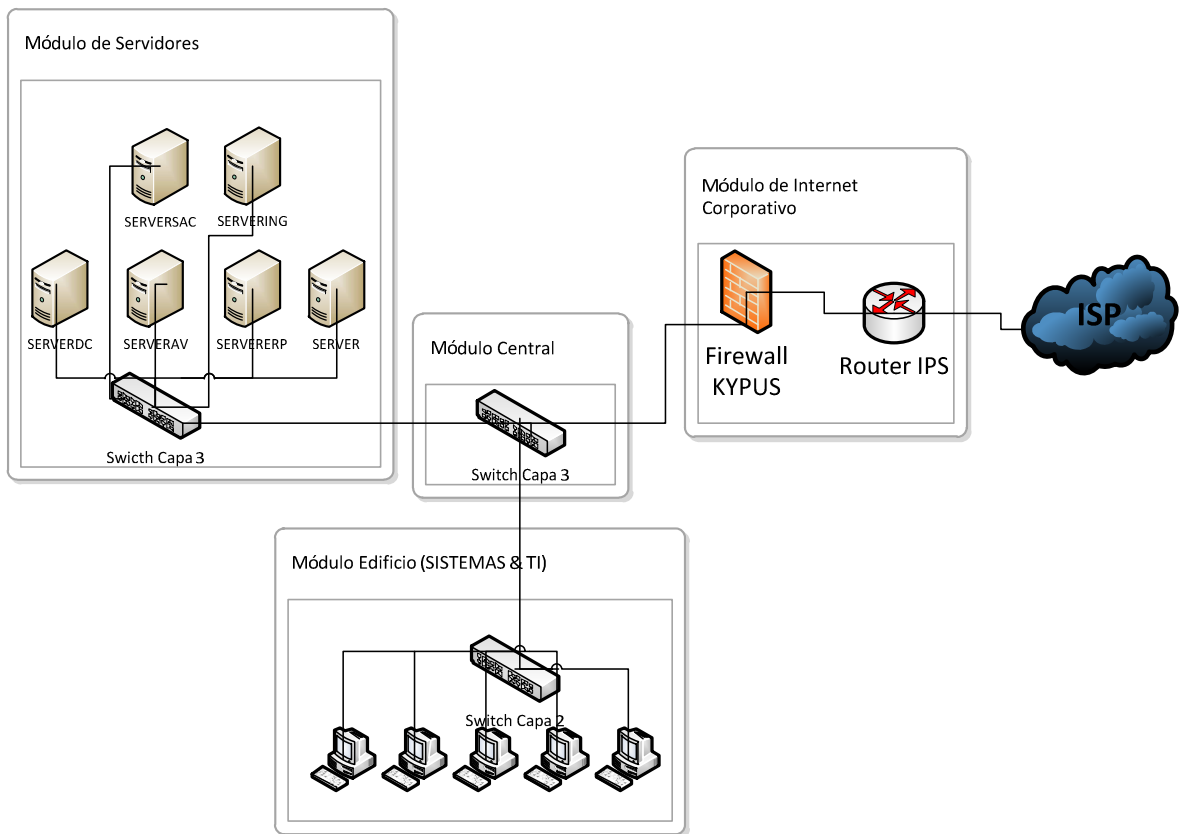 Módulo de Servidores
SERVERSAC
SERVERING
SERVERDC
SERVERAV
SERVERERP
SERVER
Swicth Capa 3
Módulo Central
Switch Capa 3
Módulo de Internet
Corporativo
Firewall
KYPUS
Router IPS
ISP
Módulo Edificio (SISTEMAS & TI)
Switch Capa 2